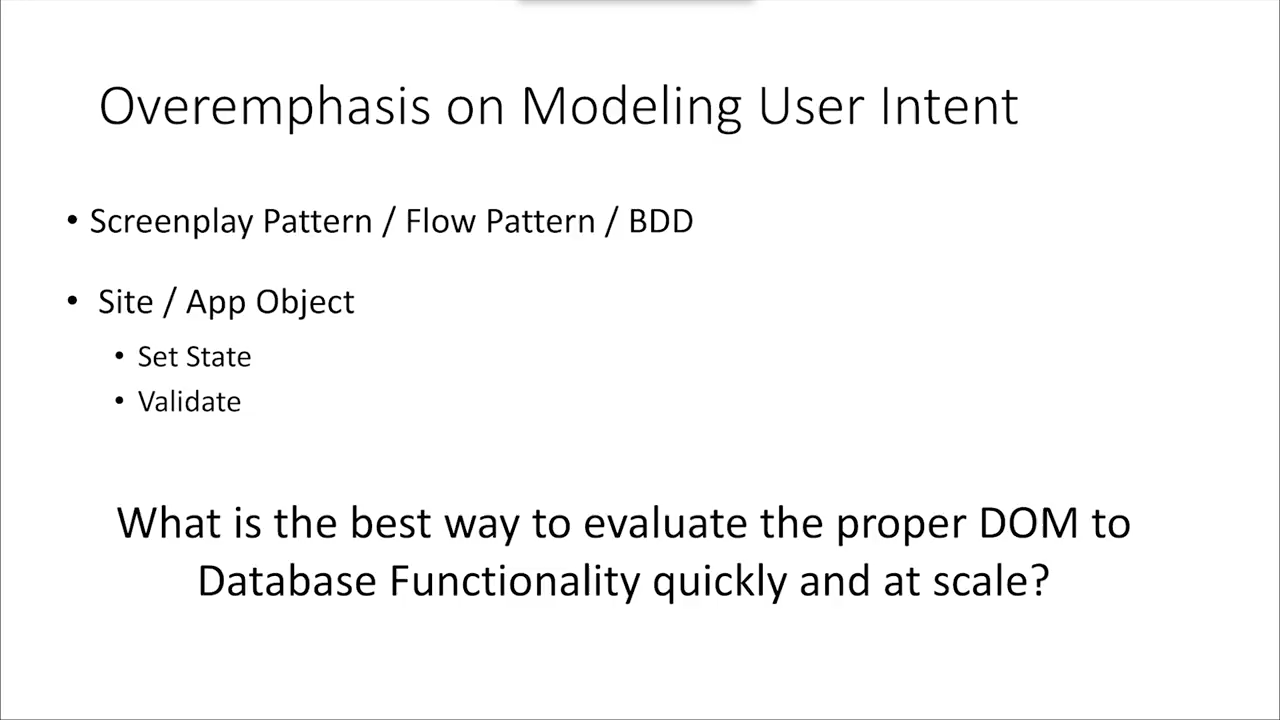 Overemphasis on Modeling User Intent
• Screenplay Pattern / Flow Pattern / BDD
• Site / App Object
• Set State
• Validate
What is the best way to evaluate the proper DOM to
Database Functionality quickly and at scale?